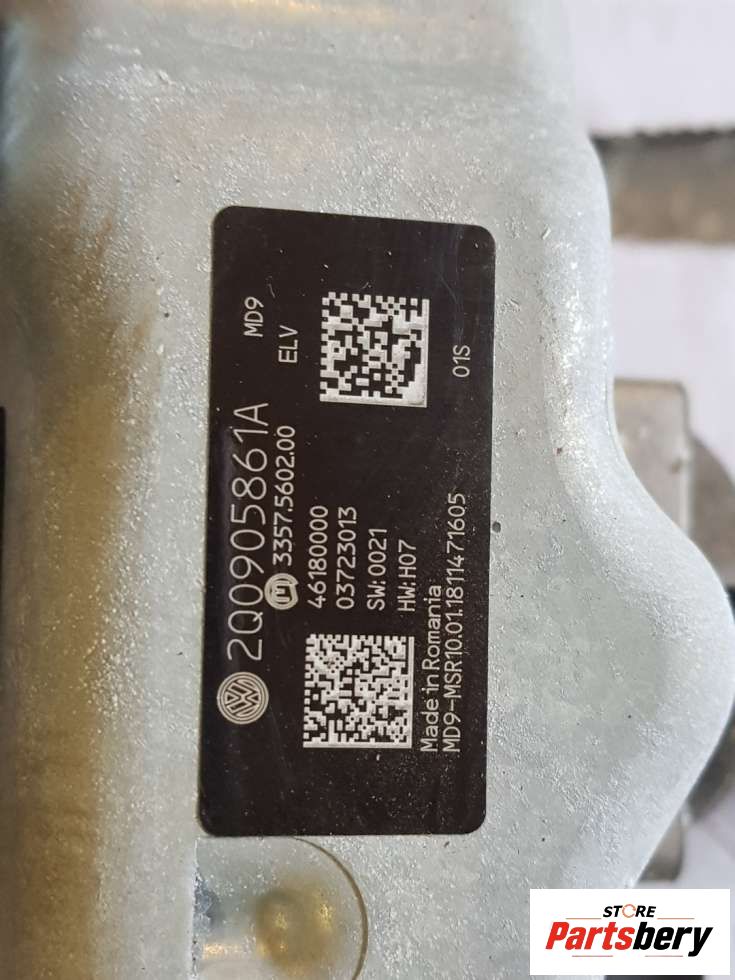 2Q0905861A MD9
3357.5602.00 ELV
46180000
03723013
SW:0021
HW:H07 01S
Made in Romania
MD9-MSR10.01.1811471605
STORE
Partsbery